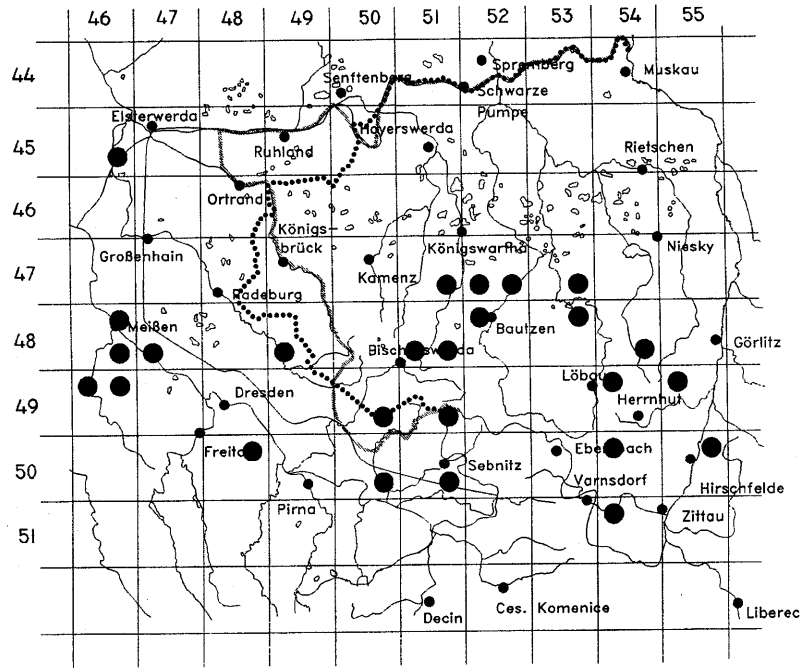 46 47 48 49 50 51 52 53 54 55
44
Spremberg
Muskau
Senftenberg
Schwarze
Pumpe
Elsterwerda
Hoyerswerda
45
Ruhland
Rietschen
Ortrand
46
Königs-
brück
Königswartha
Niesky
Großenhain
47
Kamenz
Radeburg
Meißen
Bautzen
48
Bischofswerda
Görlitz
Löbau
Dresden
Herrnhut
49
Freital
Ebersbach
50
Sebnitz
Varnsdorf
Hirschfelde
Pirna
Zittau
51
Decin
Ces. Komenice
Liberec